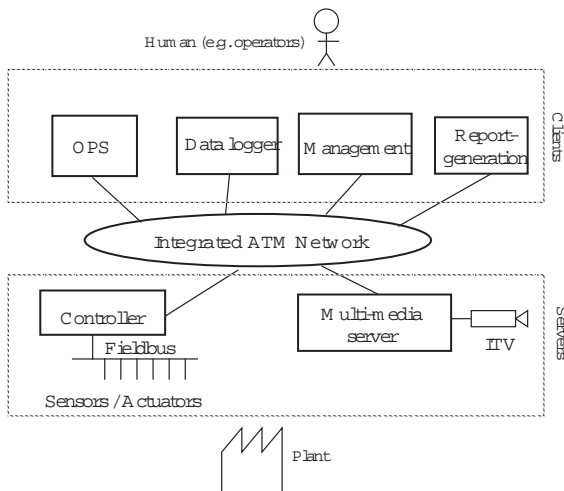 Human (e.g. operators)
Clients
OPS
Data logger
Management
Report-
generation
Integrated ATM Network
Servers
Controller
Multi-media
server
Fieldbus
ITV
Sensors / Actuators
Plant